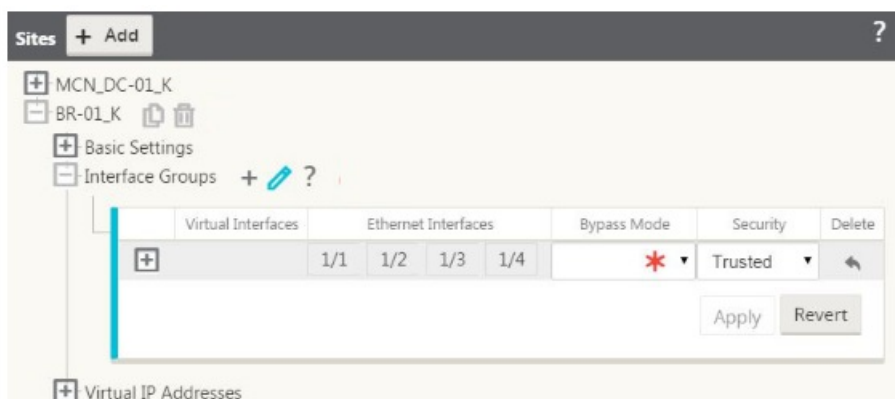 Sites + Add ?
MCN_DC-01_K
BR-01_K
Basic Settings
Interface Groups + ?
Virtual Interfaces Ethernet Interfaces Bypass Mode Security Delete
1/1 1/2 1/3 1/4 Trusted
Apply Revert
Virtual IP Addresses